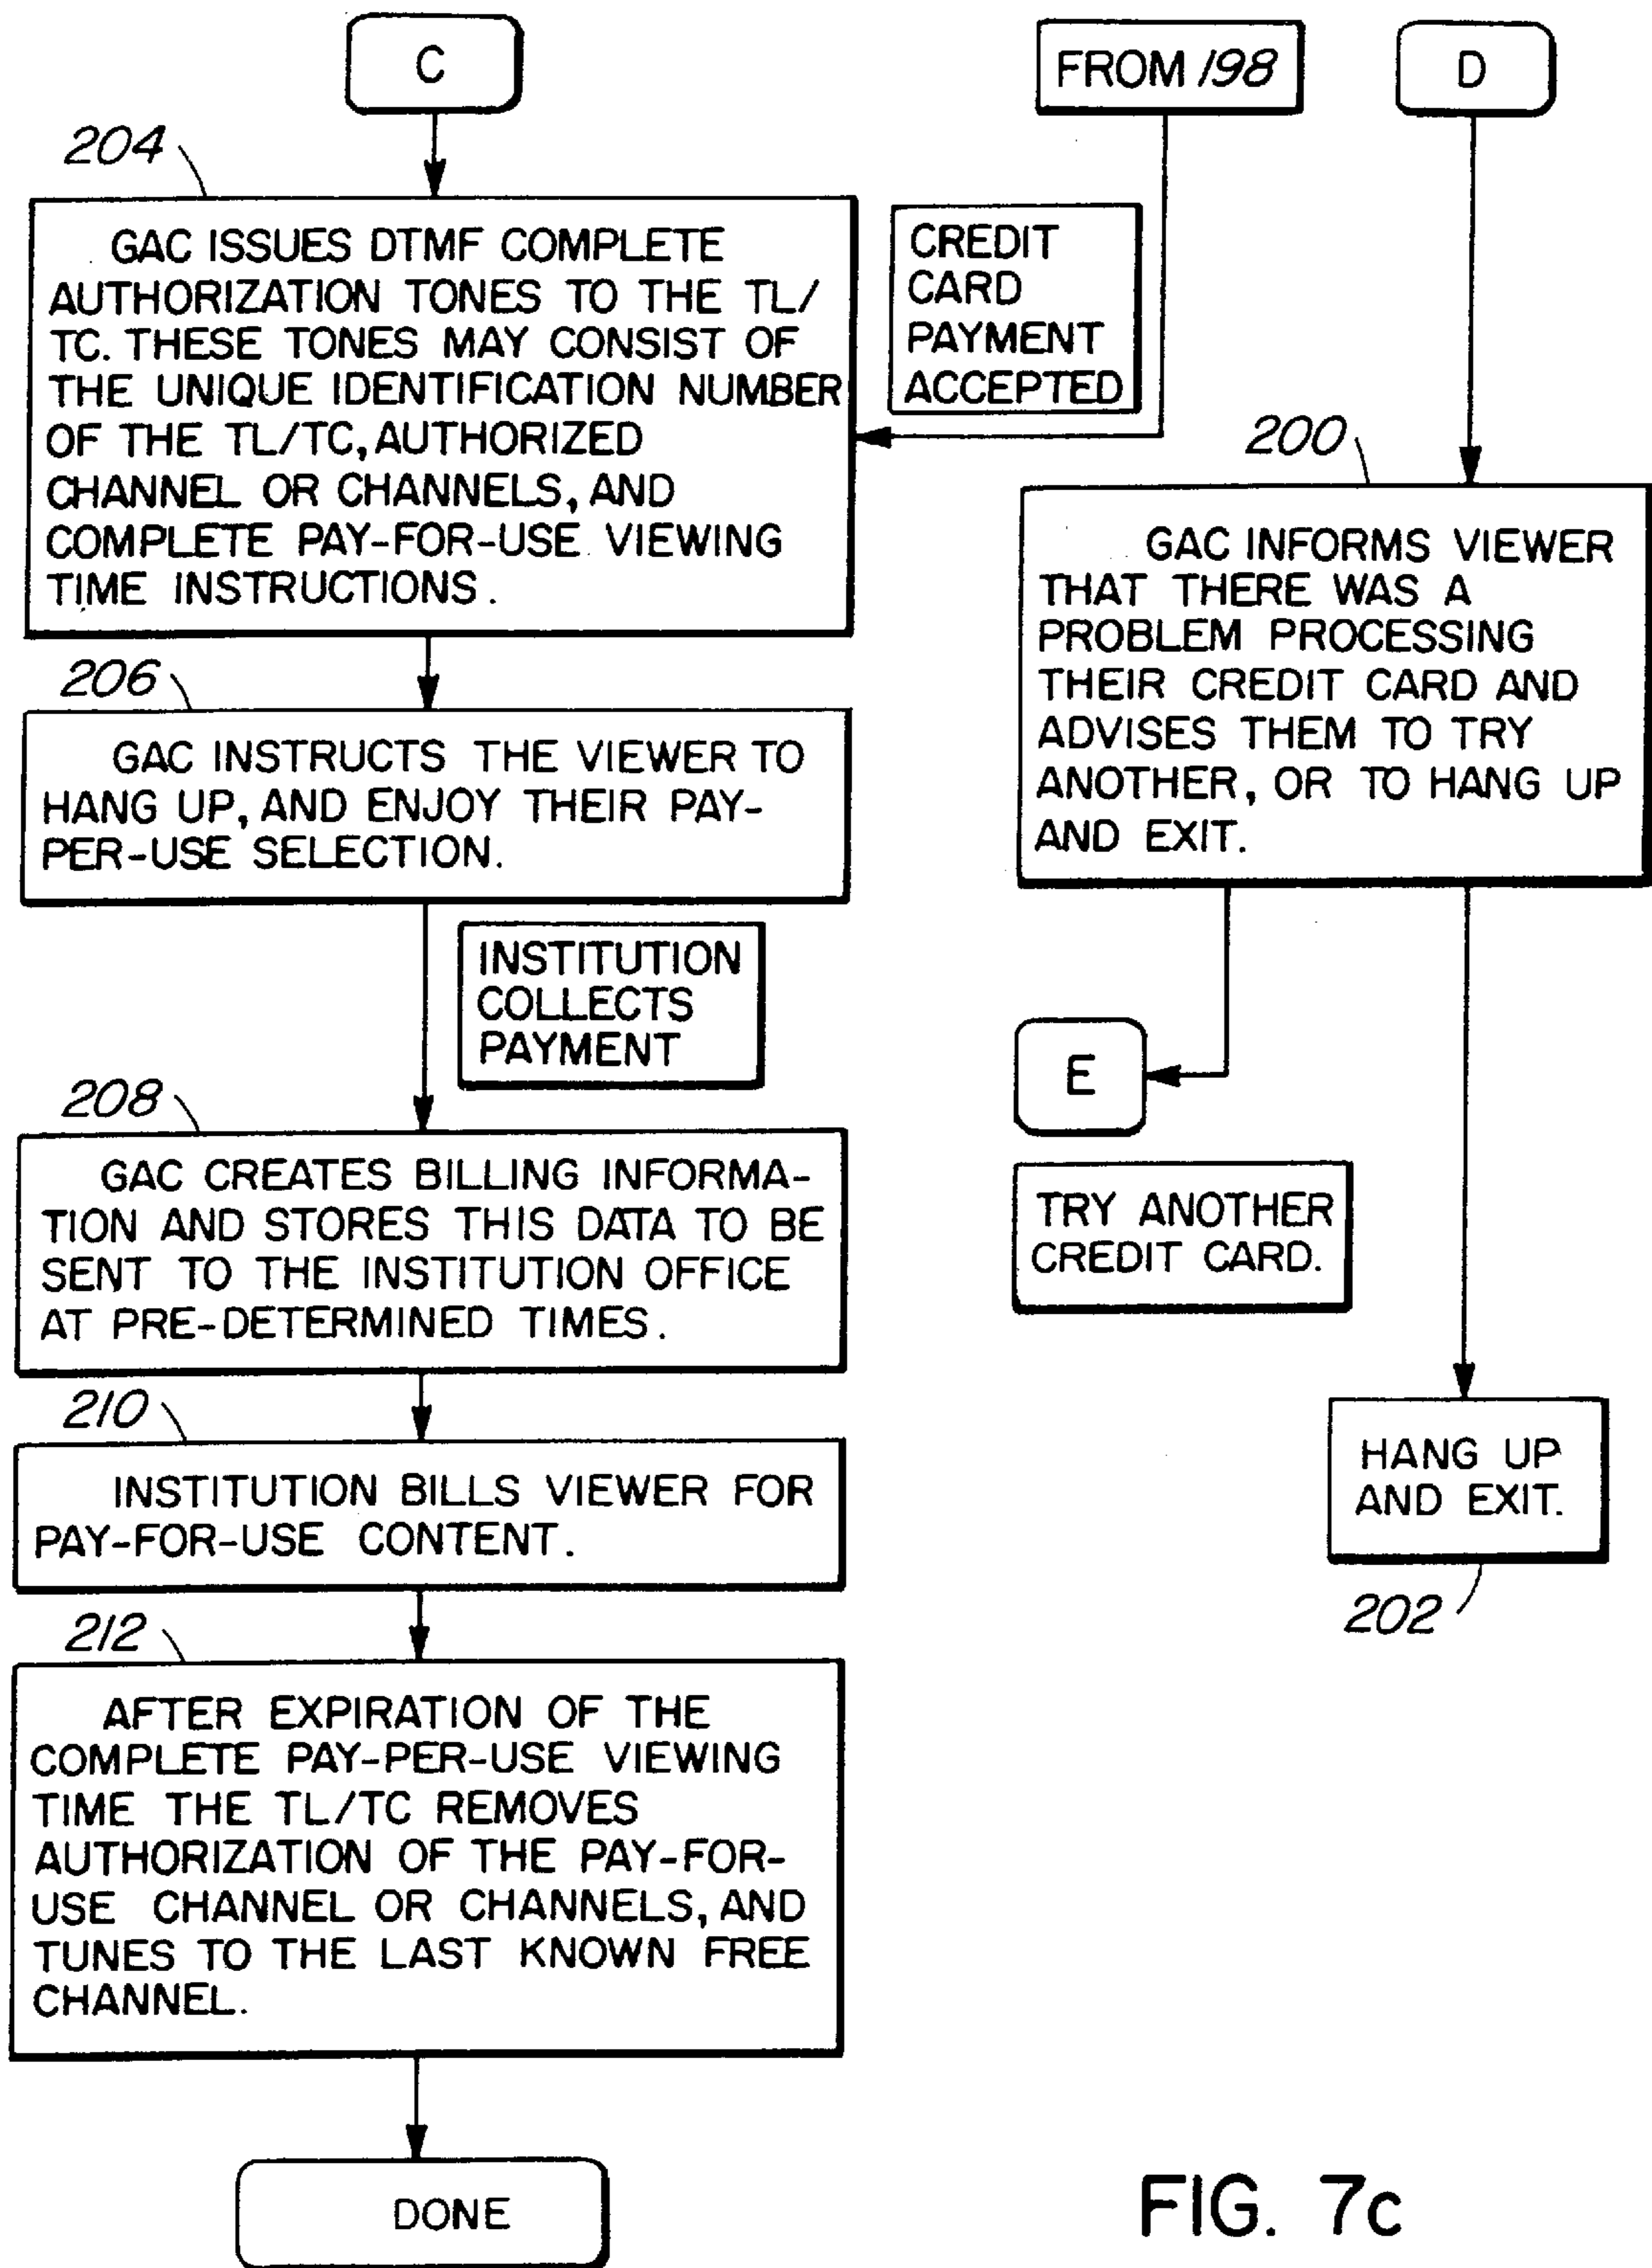 C
204
GAC ISSUES DTMF COMPLETE
AUTHORIZATION TONES TO THE TL/
TC. THESE TONES MAY CONSIST OF
THE UNIQUE IDENTIFICATION NUMBER
OF THE TL/TC, AUTHORIZED
CHANNEL OR CHANNELS, AND
COMPLETE PAY-FOR-USE VIEWING
TIME INSTRUCTIONS.
FROM 198
CREDIT
CARD
PAYMENT
ACCEPTED
206
GAC INSTRUCTS THE VIEWER TO
HANG UP, AND ENJOY THEIR PAY-
PER-USE SELECTION.
INSTITUTION
COLLECTS
PAYMENT
208
GAC CREATES BILLING INFORMA-
TION AND STORES THIS DATA TO BE
SENT TO THE INSTITUTION OFFICE
AT PRE-DETERMINED TIMES.
210
INSTITUTION BILLS VIEWER FOR
PAY-FOR-USE CONTENT.
212
AFTER EXPIRATION OF THE
COMPLETE PAY-PER-USE VIEWING
TIME THE TL/TC REMOVES
AUTHORIZATION OF THE PAY-FOR-
USE CHANNEL OR CHANNELS, AND
TUNES TO THE LAST KNOWN FREE
CHANNEL.
DONE
D
200
GAC INFORMS VIEWER
THAT THERE WAS A
PROBLEM PROCESSING
THEIR CREDIT CARD AND
ADVISES THEM TO TRY
ANOTHER, OR TO HANG UP
AND EXIT.
E
TRY ANOTHER
CREDIT CARD.
HANG UP
AND EXIT.
202
FIG. 7c